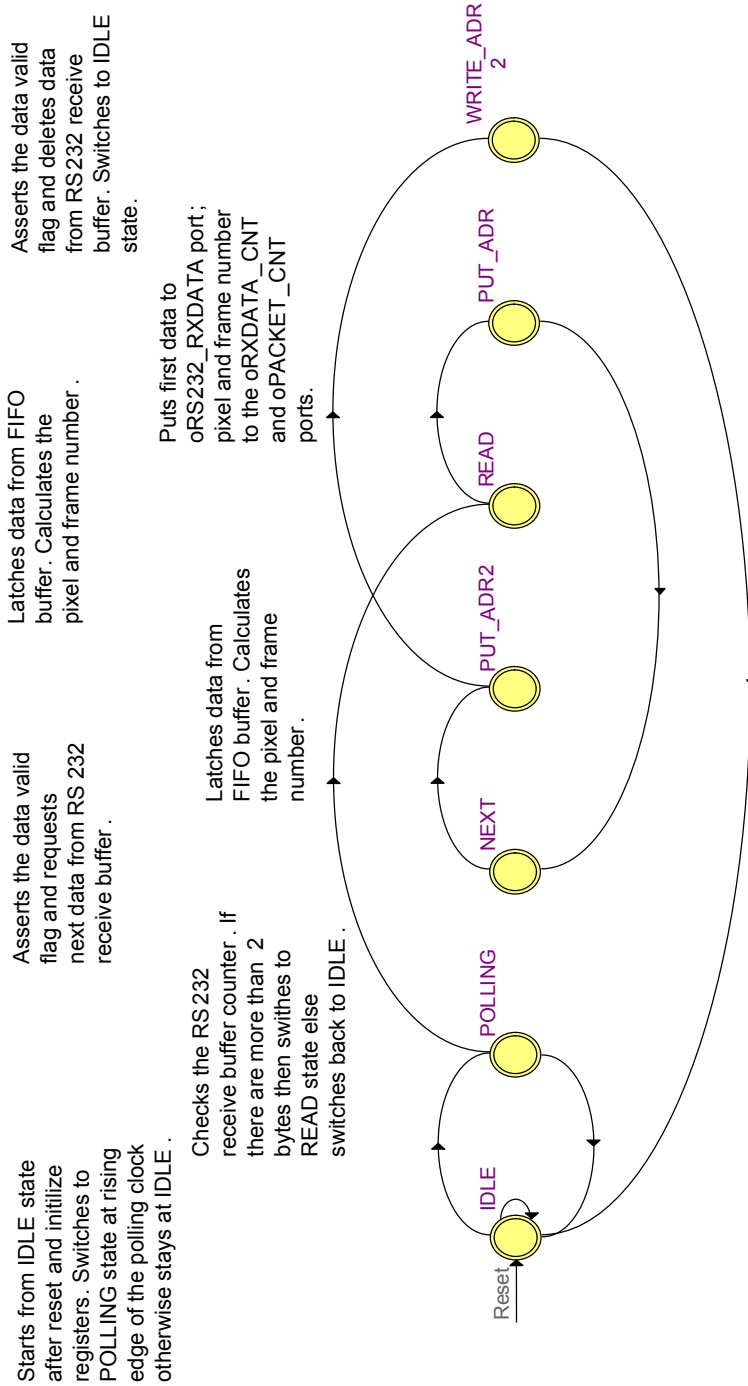 Starts from IDLE state
after reset and initilize
registers. Switches to
POLLING state at rising
edge of the polling clock
otherwise stays at IDLE .
Checks the RS232
receive buffer counter . If
there are more than 2
bytes then swithes to
READ state else
switches back to IDLE .
Asserts the data valid
flag and requests
next data from RS 232
receive buffer .
Latches data from
FIFO buffer . Calculates
the pixel and frame
number .
Latches data from FIFO
buffer. Calculates the
pixel and frame number .
Puts first data to
oRS232_RXDATA port ;
pixel and frame number
to the oRXDATA_CNT
and oPACKET_CNT
ports.
Asserts the data valid
flag and deletes data
from RS232 receive
buffer . Switches to IDLE
state.
Reset
IDLE
POLLING
NEXT
PUT_ADR2
READ
PUT_ADR
WRITE_ADR
2